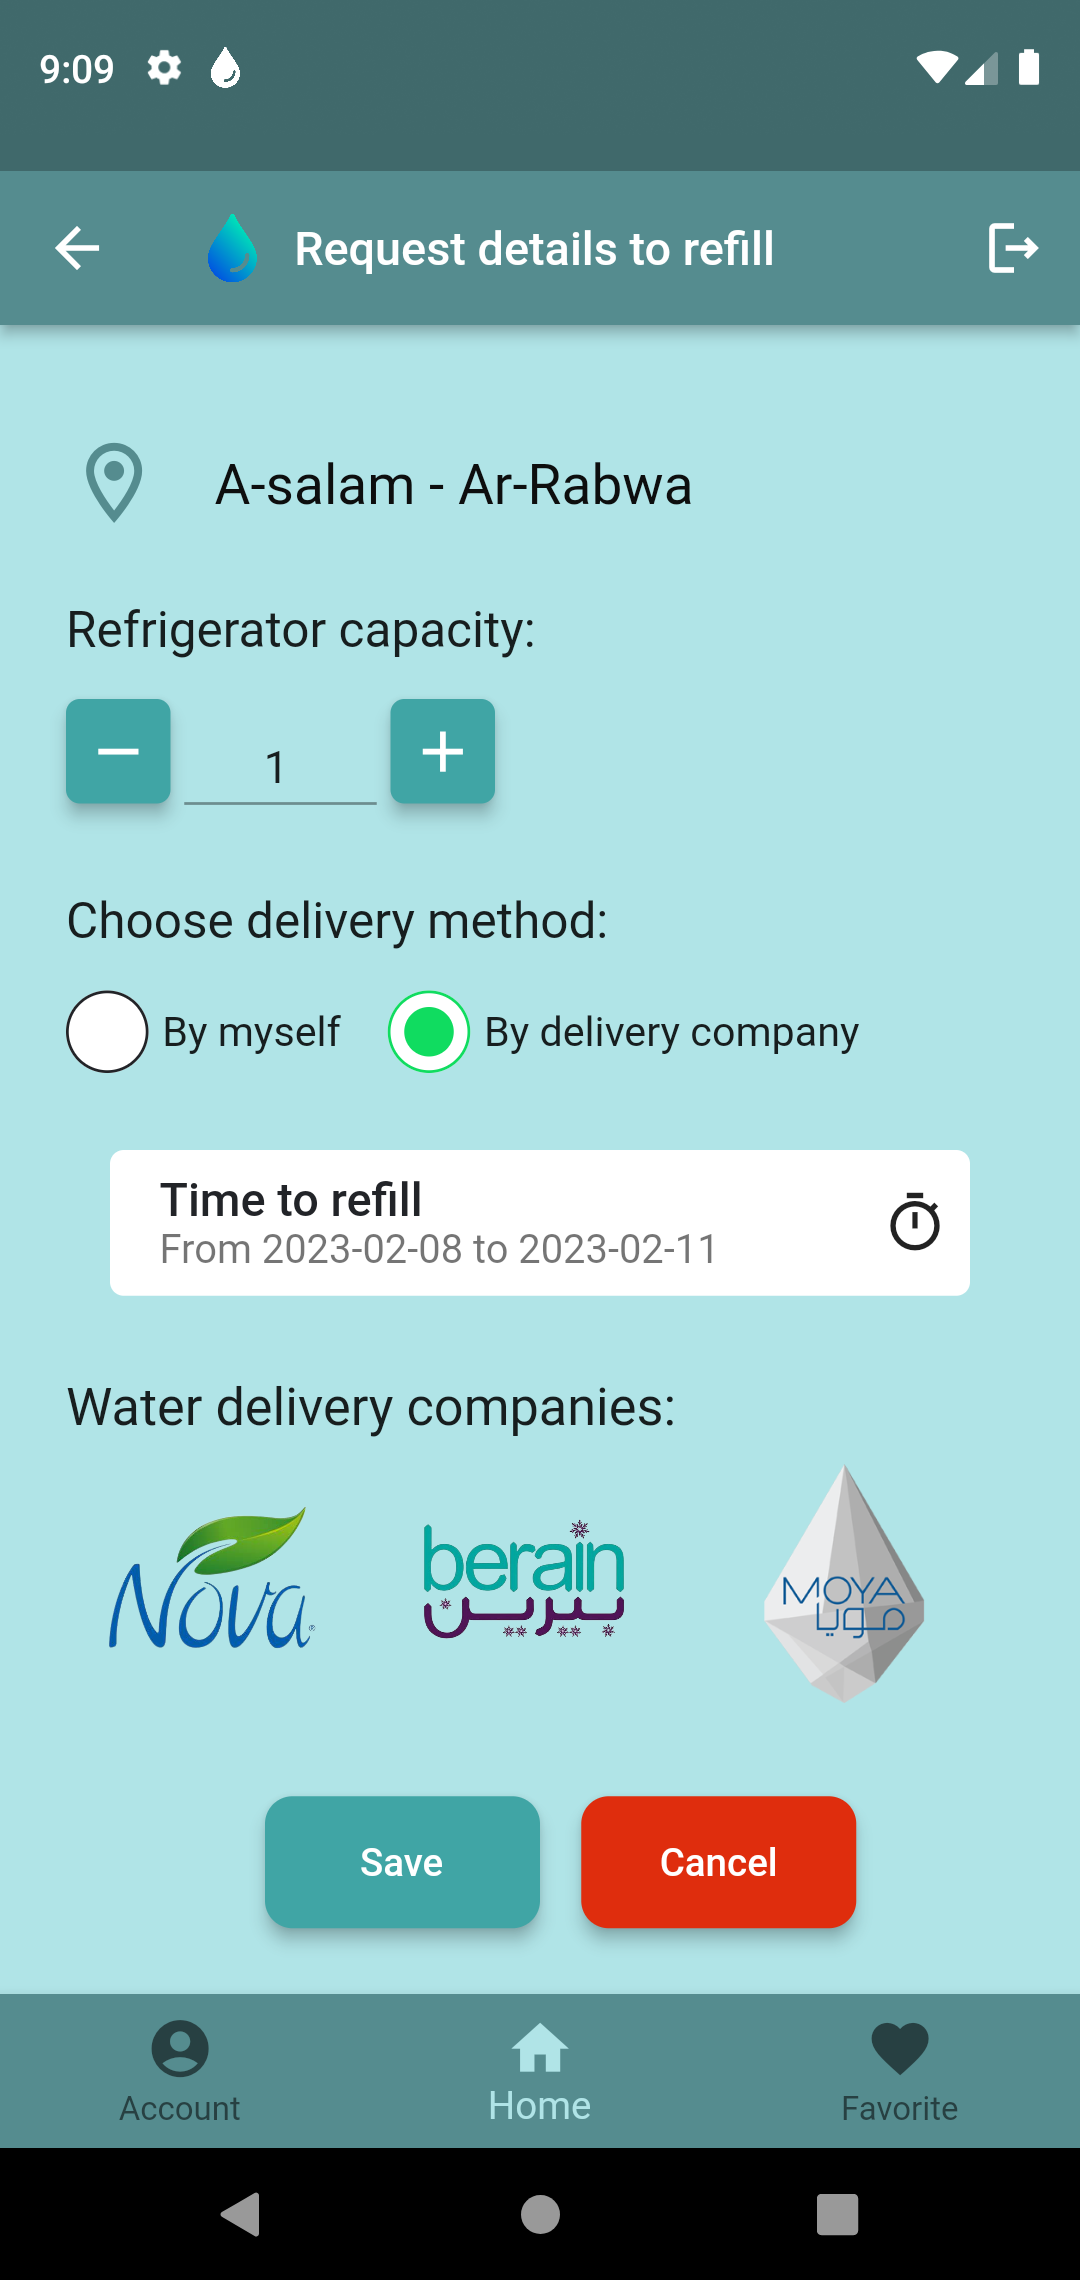 9:09
Request details to refill
A-salam - Ar-Rabwa
Refrigerator capacity:
1
Choose delivery method:
By myself
By delivery company
Time to refill
From 2023-02-08 to 2023-02-11
Water delivery companies:
Nova
berain
بيرين
MOYA
مويا
Save
Cancel
Account
Home
Favorite